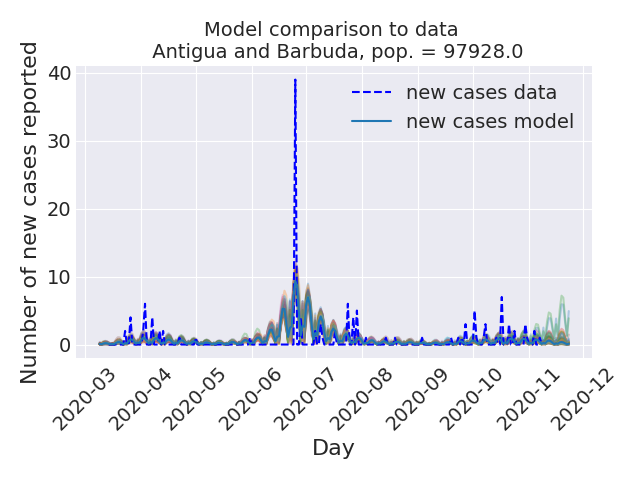 Model comparison to data
Antigua and Barbuda, pop. = 97928.0
Number of new cases reported
40
30
20
10
0
new cases data
new cases model
2020-03
2020-04
2020-05
2020-06
2020-07
2020-08
2020-09
2020-10
2020-11
2020-12
Day